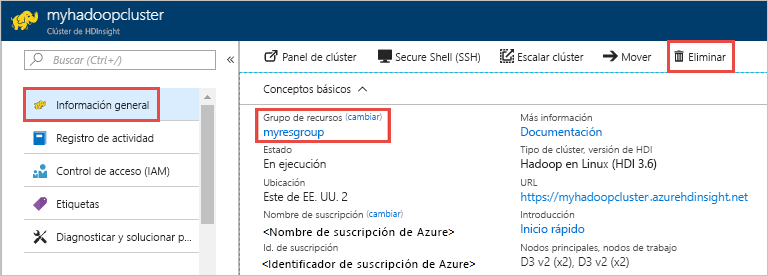 myhadoopcluster
Clúster de HDInsight
Buscar (Ctrl+/)
Información general
Registro de actividad
Control de acceso (IAM)
Etiquetas
Diagnosticar y solucionar p...
Panel de clúster
Secure Shell (SSH)
Escalar clúster
Mover
Eliminar
Conceptos básicos
Grupo de recursos (cambiar)
myresgroup
Estado
En ejecución
Ubicación
Este de EE. UU. 2
Nombre de suscripción (cambiar)
<Nombre de suscripción de Azure>
Id. de suscripción
<Identificador de suscripción de Azure>
Más información
Documentación
Tipo de clúster, versión de HDI
Hadoop en Linux (HDI 3.6)
URL
https://myhadoopcluster.azurehdinsight.net
Introducción
Inicio rápido
Nodos principales, nodos de trabajo
D3 v2 (x2), D3 v2 (x2)